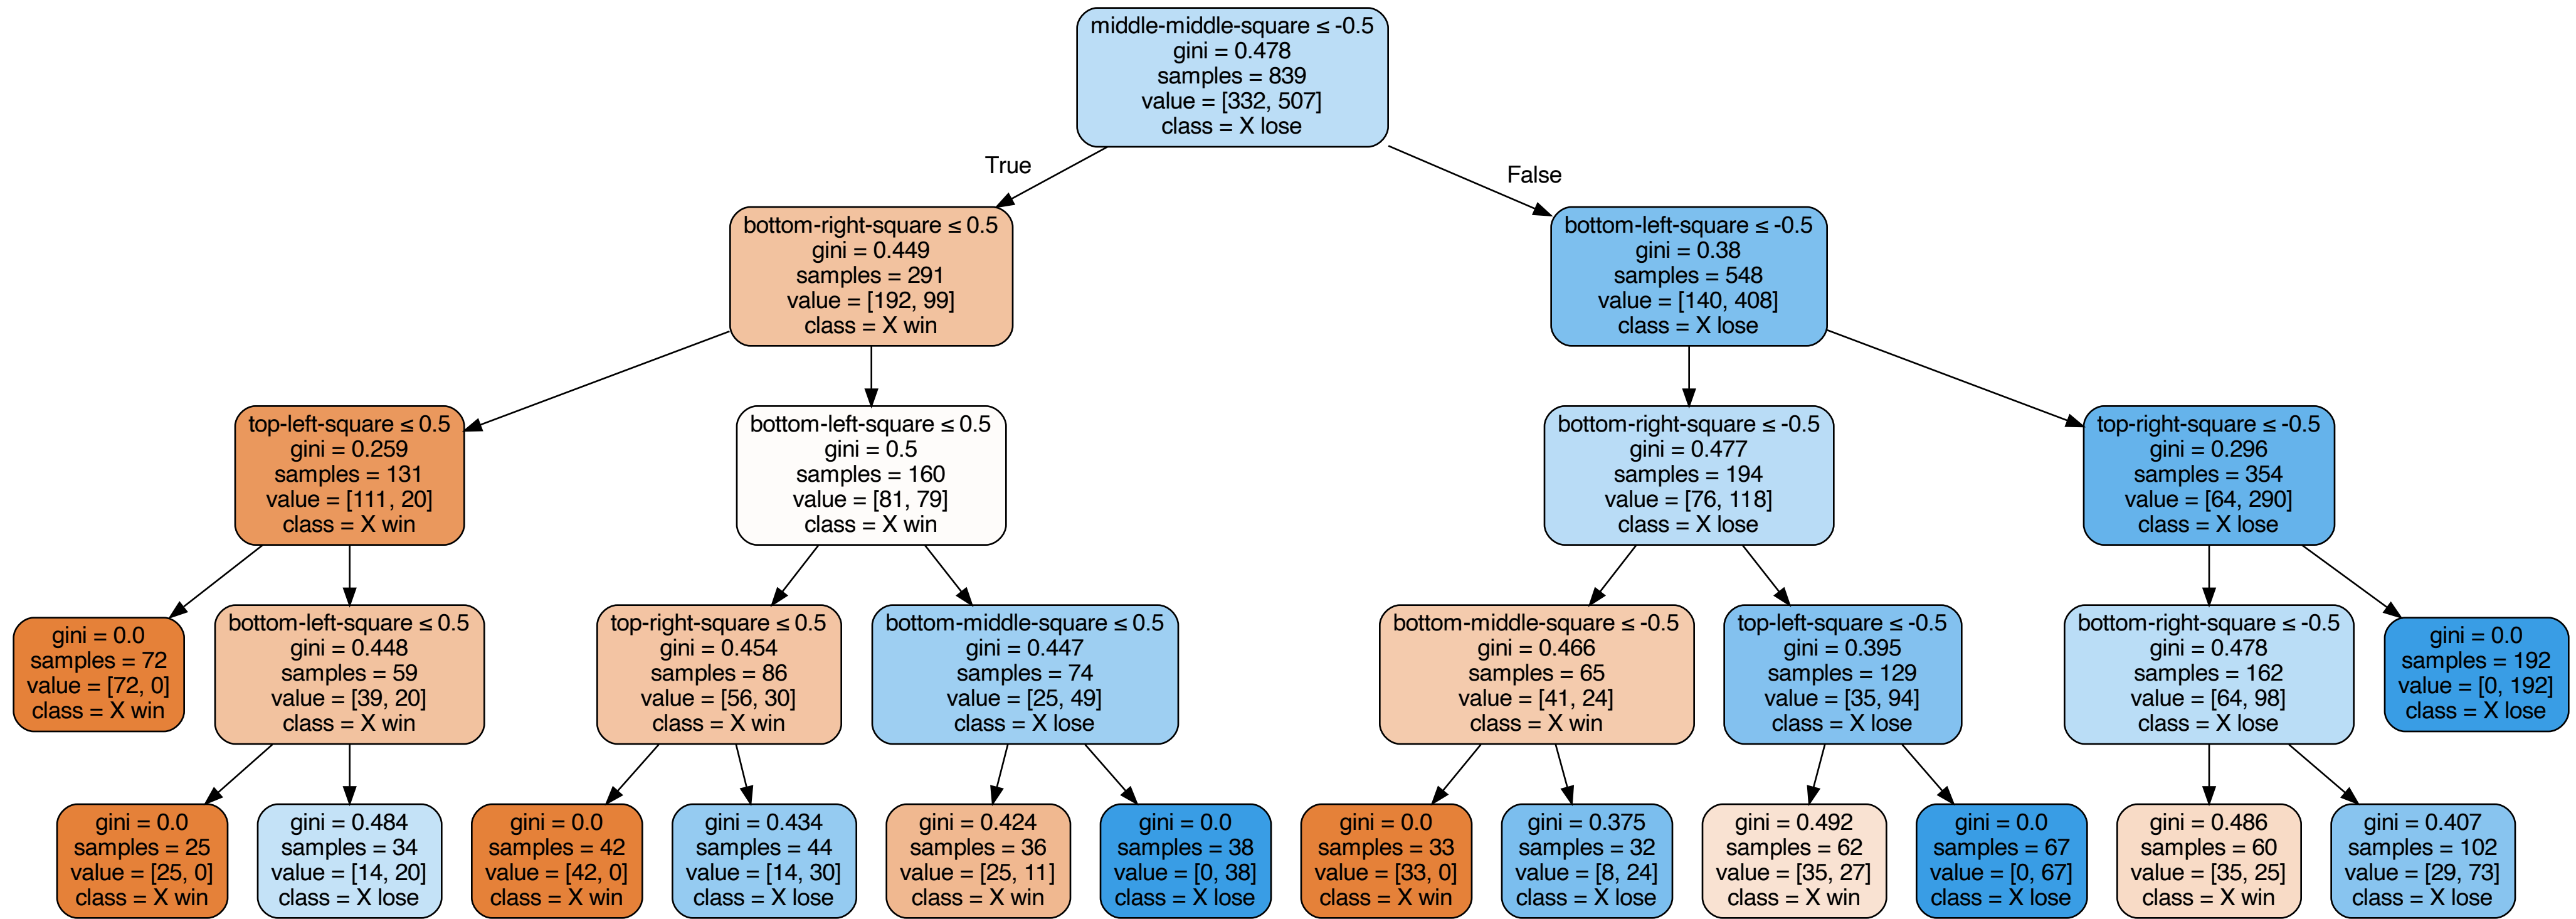 middle-middle-square ≤ -0.5
gini = 0.478
samples = 839
value = [332, 507]
class = X lose
True
False
bottom-right-square ≤ 0.5
gini = 0.449
samples = 291
value = [192, 99]
class = X win
bottom-left-square ≤ -0.5
gini = 0.38
samples = 548
value = [140, 408]
class = X lose
top-left-square ≤ 0.5
gini = 0.259
samples = 131
value = [111, 20]
class = X win
bottom-left-square ≤ 0.5
gini = 0.5
samples = 160
value = [81, 79]
class = X win
bottom-right-square ≤ -0.5
gini = 0.477
samples = 194
value = [76, 118]
class = X lose
top-right-square ≤ -0.5
gini = 0.296
samples = 354
value = [64, 290]
class = X lose
gini = 0.0
samples = 72
value = [72, 0]
class = X win
bottom-left-square ≤ 0.5
gini = 0.448
samples = 59
value = [39, 20]
class = X win
top-right-square ≤ 0.5
gini = 0.454
samples = 86
value = [56, 30]
class = X win
bottom-middle-square ≤ 0.5
gini = 0.447
samples = 74
value = [25, 49]
class = X lose
bottom-middle-square ≤ -0.5
gini = 0.466
samples = 65
value = [41, 24]
class = X win
top-left-square ≤ -0.5
gini = 0.395
samples = 129
value = [35, 94]
class = X lose
bottom-right-square ≤ -0.5
gini = 0.478
samples = 162
value = [64, 98]
class = X lose
gini = 0.0
samples = 192
value = [0, 192]
class = X lose
gini = 0.0
samples = 25
value = [25, 0]
class = X win
gini = 0.484
samples = 34
value = [14, 20]
class = X lose
gini = 0.0
samples = 42
value = [42, 0]
class = X win
gini = 0.434
samples = 44
value = [14, 30]
class = X lose
gini = 0.424
samples = 36
value = [25, 11]
class = X win
gini = 0.0
samples = 38
value = [0, 38]
class = X lose
gini = 0.0
samples = 33
value = [33, 0]
class = X win
gini = 0.375
samples = 32
value = [8, 24]
class = X lose
gini = 0.492
samples = 62
value = [35, 27]
class = X win
gini = 0.0
samples = 67
value = [0, 67]
class = X lose
gini = 0.486
samples = 60
value = [35, 25]
class = X win
gini = 0.407
samples = 102
value = [29, 73]
class = X lose